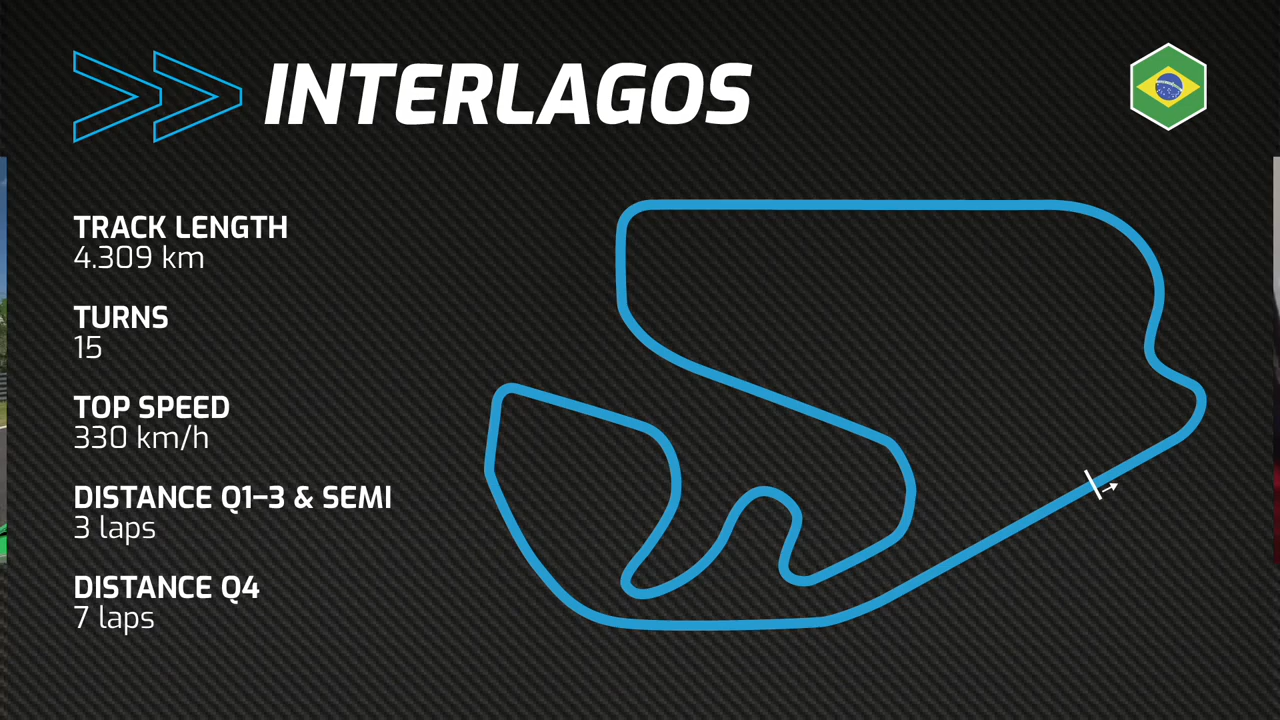 INTERLAGOS
TRACK LENGTH
4.309 km
TURNS
15
TOP SPEED
330 km/h
DISTANCE Q1–3 & SEMI
3 laps
DISTANCE Q4
7 laps